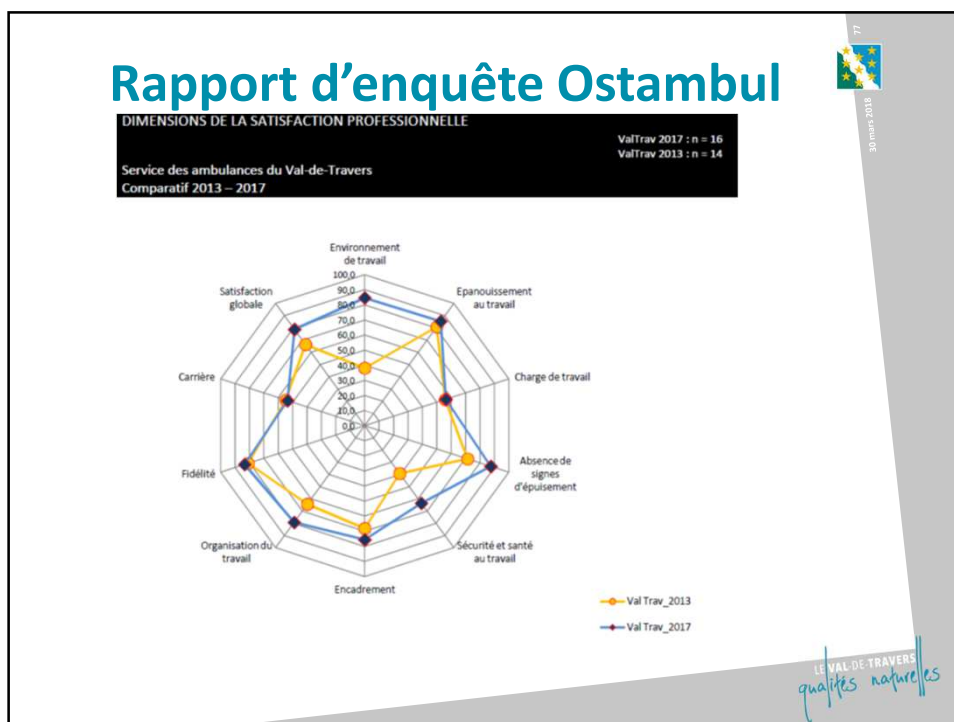 Rapport d’enquête Ostambul
77
30 mars 2018
DIMENSIONS DE LA SATISFACTION PROFESSIONNELLE
ValTrav 2017 : n = 16
ValTrav 2013 : n = 14
Service des ambulances du Val-de-Travers
Comparatif 2013 – 2017
Environnement
de travail
Satisfaction
globale
Epanouissement
au travail
100,0
90,0
80,0
70,0
60,0
50,0
40,0
30,0
20,0
10,0
0,0
Carrière
Charge de travail
Fidélité
Absence de
signes
d'épuisement
Organisation du
travail
Sécurité et santé
au travail
Encadrement
Val Trav_2013
Val Trav_2017
LE VAL-DE-TRAVERS
qualités naturelles